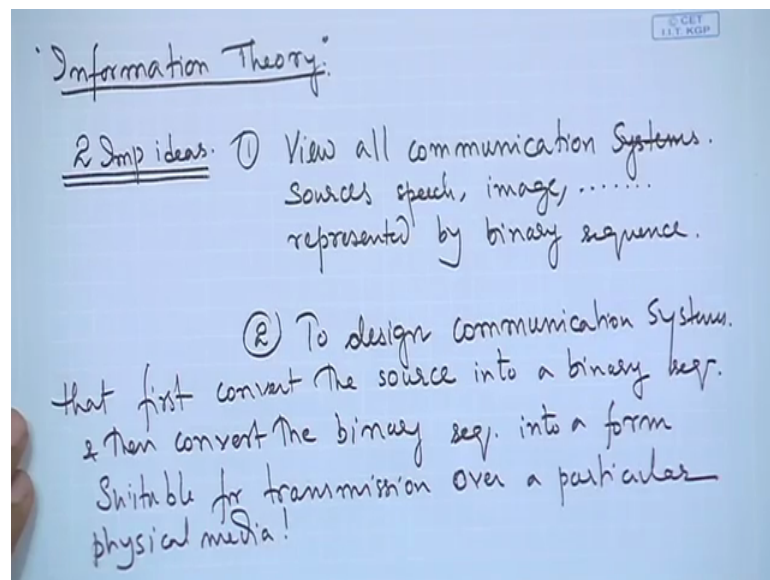 © CET
I.I.T. KGP
"Information Theory":
2 Imp ideas. ① View all communication Systems.
Sources speech, image, ........
represented by binary sequence.
② To design communication Systems.
that first convert the source into a binary seqr.
& then convert the binary seq. into a form
Suitable for transmission over a particular
physical media!